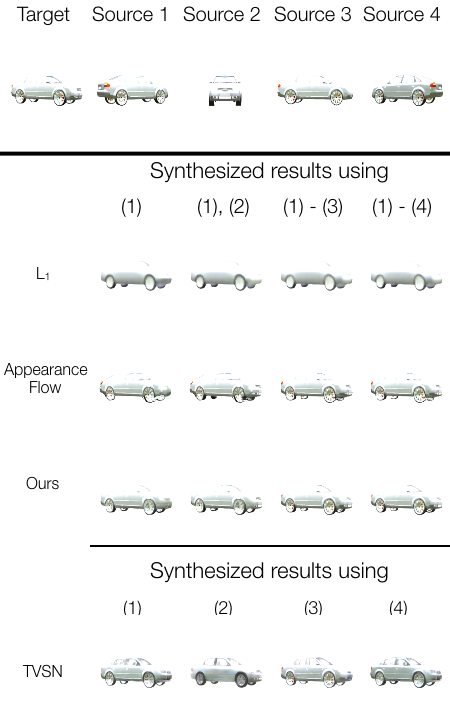 Target Source 1 Source 2 Source 3 Source 4
Synthesized results using
(1) (1), (2) (1) - (3) (1) - (4)
L₁
Appearance
Flow
Ours
Synthesized results using
(1) (2) (3) (4)
TVSN